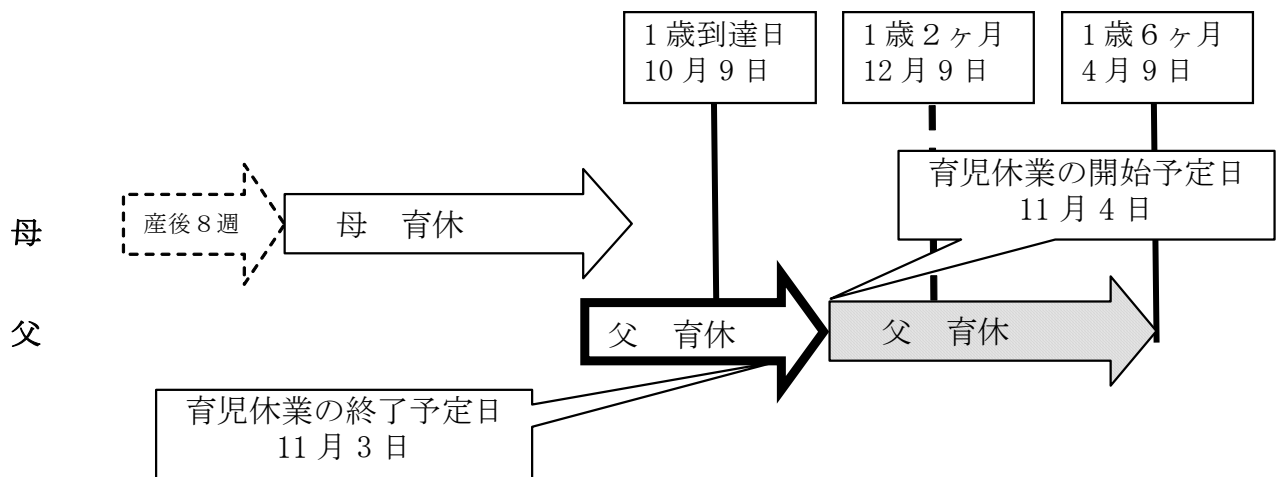 1歳到達日
10月9日
1歳2ヶ月
12月9日
1歳6ヶ月
4月9日
育児休業の開始予定日
11月4日
母
産後8週
母 育休
父
父 育休
父 育休
育児休業の終了予定日
11月3日